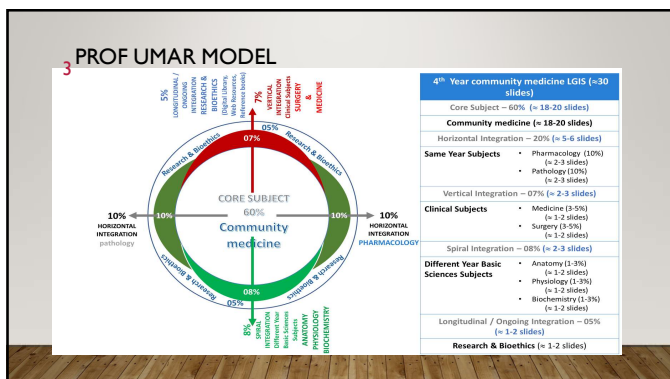 3
PROF UMAR MODEL
5%
LONGITUDINAL /
ONGOING
INTEGRATION
RESEARCH &
BIOETHICS
(Digital Library,
Web Resources,
Reference books)
7%
VERTICAL
INTEGRATION
Clinical Subjects
SURGERY
&
MEDICINE
Research & Bioethics
05%
Research & Bioethics
07%
10%
HORIZONTAL
INTEGRATION
pathology
10%
CORE SUBJECT
60%
Community
medicine
10%
10%
HORIZONTAL
INTEGRATION
PHARMACOLOGY
08%
Research & Bioethics
05%
Research & Bioethics
8%
SPIRAL
INTEGRATION
Different Year
Basic Sciences
Subjects
ANATOMY
PHYSIOLOGY
BIOCHEMISTRY
4th Year community medicine LGIS (≈30
slides)
Core Subject – 60% (≈ 18-20 slides)
Community medicine (≈ 18-20 slides)
Horizontal Integration – 20% (≈ 5-6 slides)
Same Year Subjects
• Pharmacology (10%)
(≈ 2-3 slides)
• Pathology (10%)
(≈ 2-3 slides)
Vertical Integration – 07% (≈ 2-3 slides)
Clinical Subjects
• Medicine (3-5%)
(≈ 1-2 slides)
• Surgery (3-5%)
(≈ 1-2 slides)
Spiral Integration – 08% (≈ 2-3 slides)
Different Year Basic
Sciences Subjects
• Anatomy (1-3%)
(≈ 1-2 slides)
• Physiology (1-3%)
(≈ 1-2 slides)
• Biochemistry (1-3%)
(≈ 1-2 slides)
Longitudinal / Ongoing Integration – 05%
(≈ 1-2 slides)
Research & Bioethics (≈ 1-2 slides)